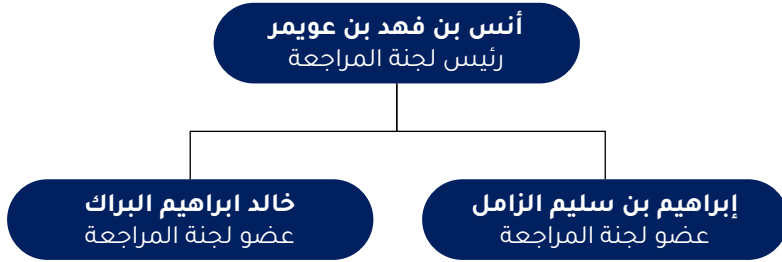 أنس بن فهد بن عويمر
رئيس لجنة المراجعة
إبراهيم بن سليم الزامل
عضو لجنة المراجعة
خالد ابراهيم البراك
عضو لجنة المراجعة